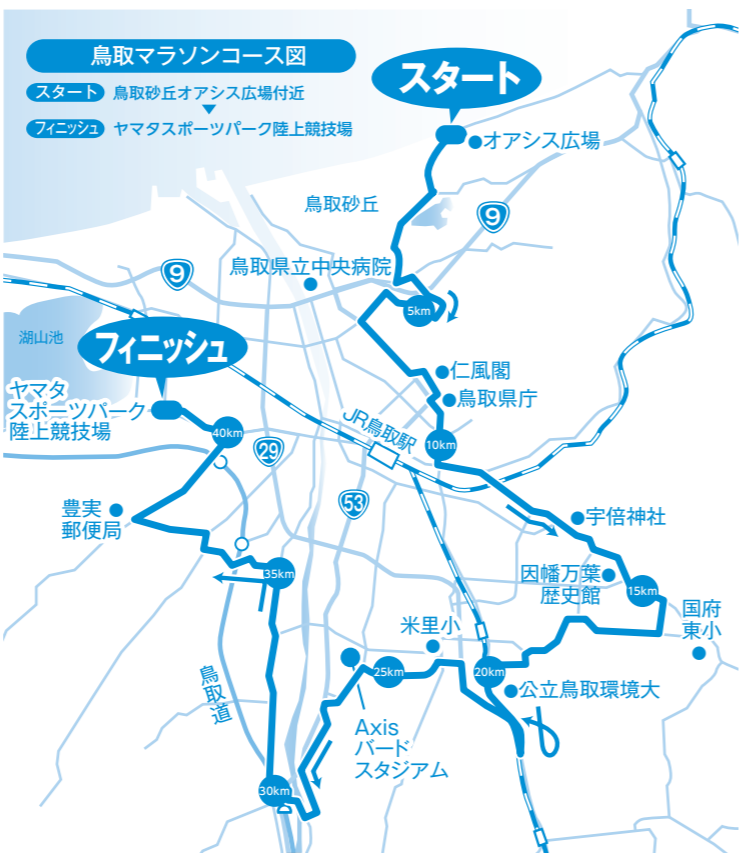 鳥取マラソンコース図
スタート 鳥取砂丘オアシス広場付近
フィニッシュ ヤマタスポーツパーク陸上競技場
スタート
オアシス広場
鳥取砂丘
9
9
鳥取県立中央病院
5km
湖山池
フィニッシュ
仁風閣
鳥取県庁
ヤマタ
スポーツパーク
陸上競技場
40km
JR鳥取駅
10km
29
53
豊実
郵便局
宇倍神社
35km
因幡万葉
歴史館
15km
国府
東小
米里小
25km
20km
鳥取道
公立鳥取環境大
Axis
バード
スタジアム
30km